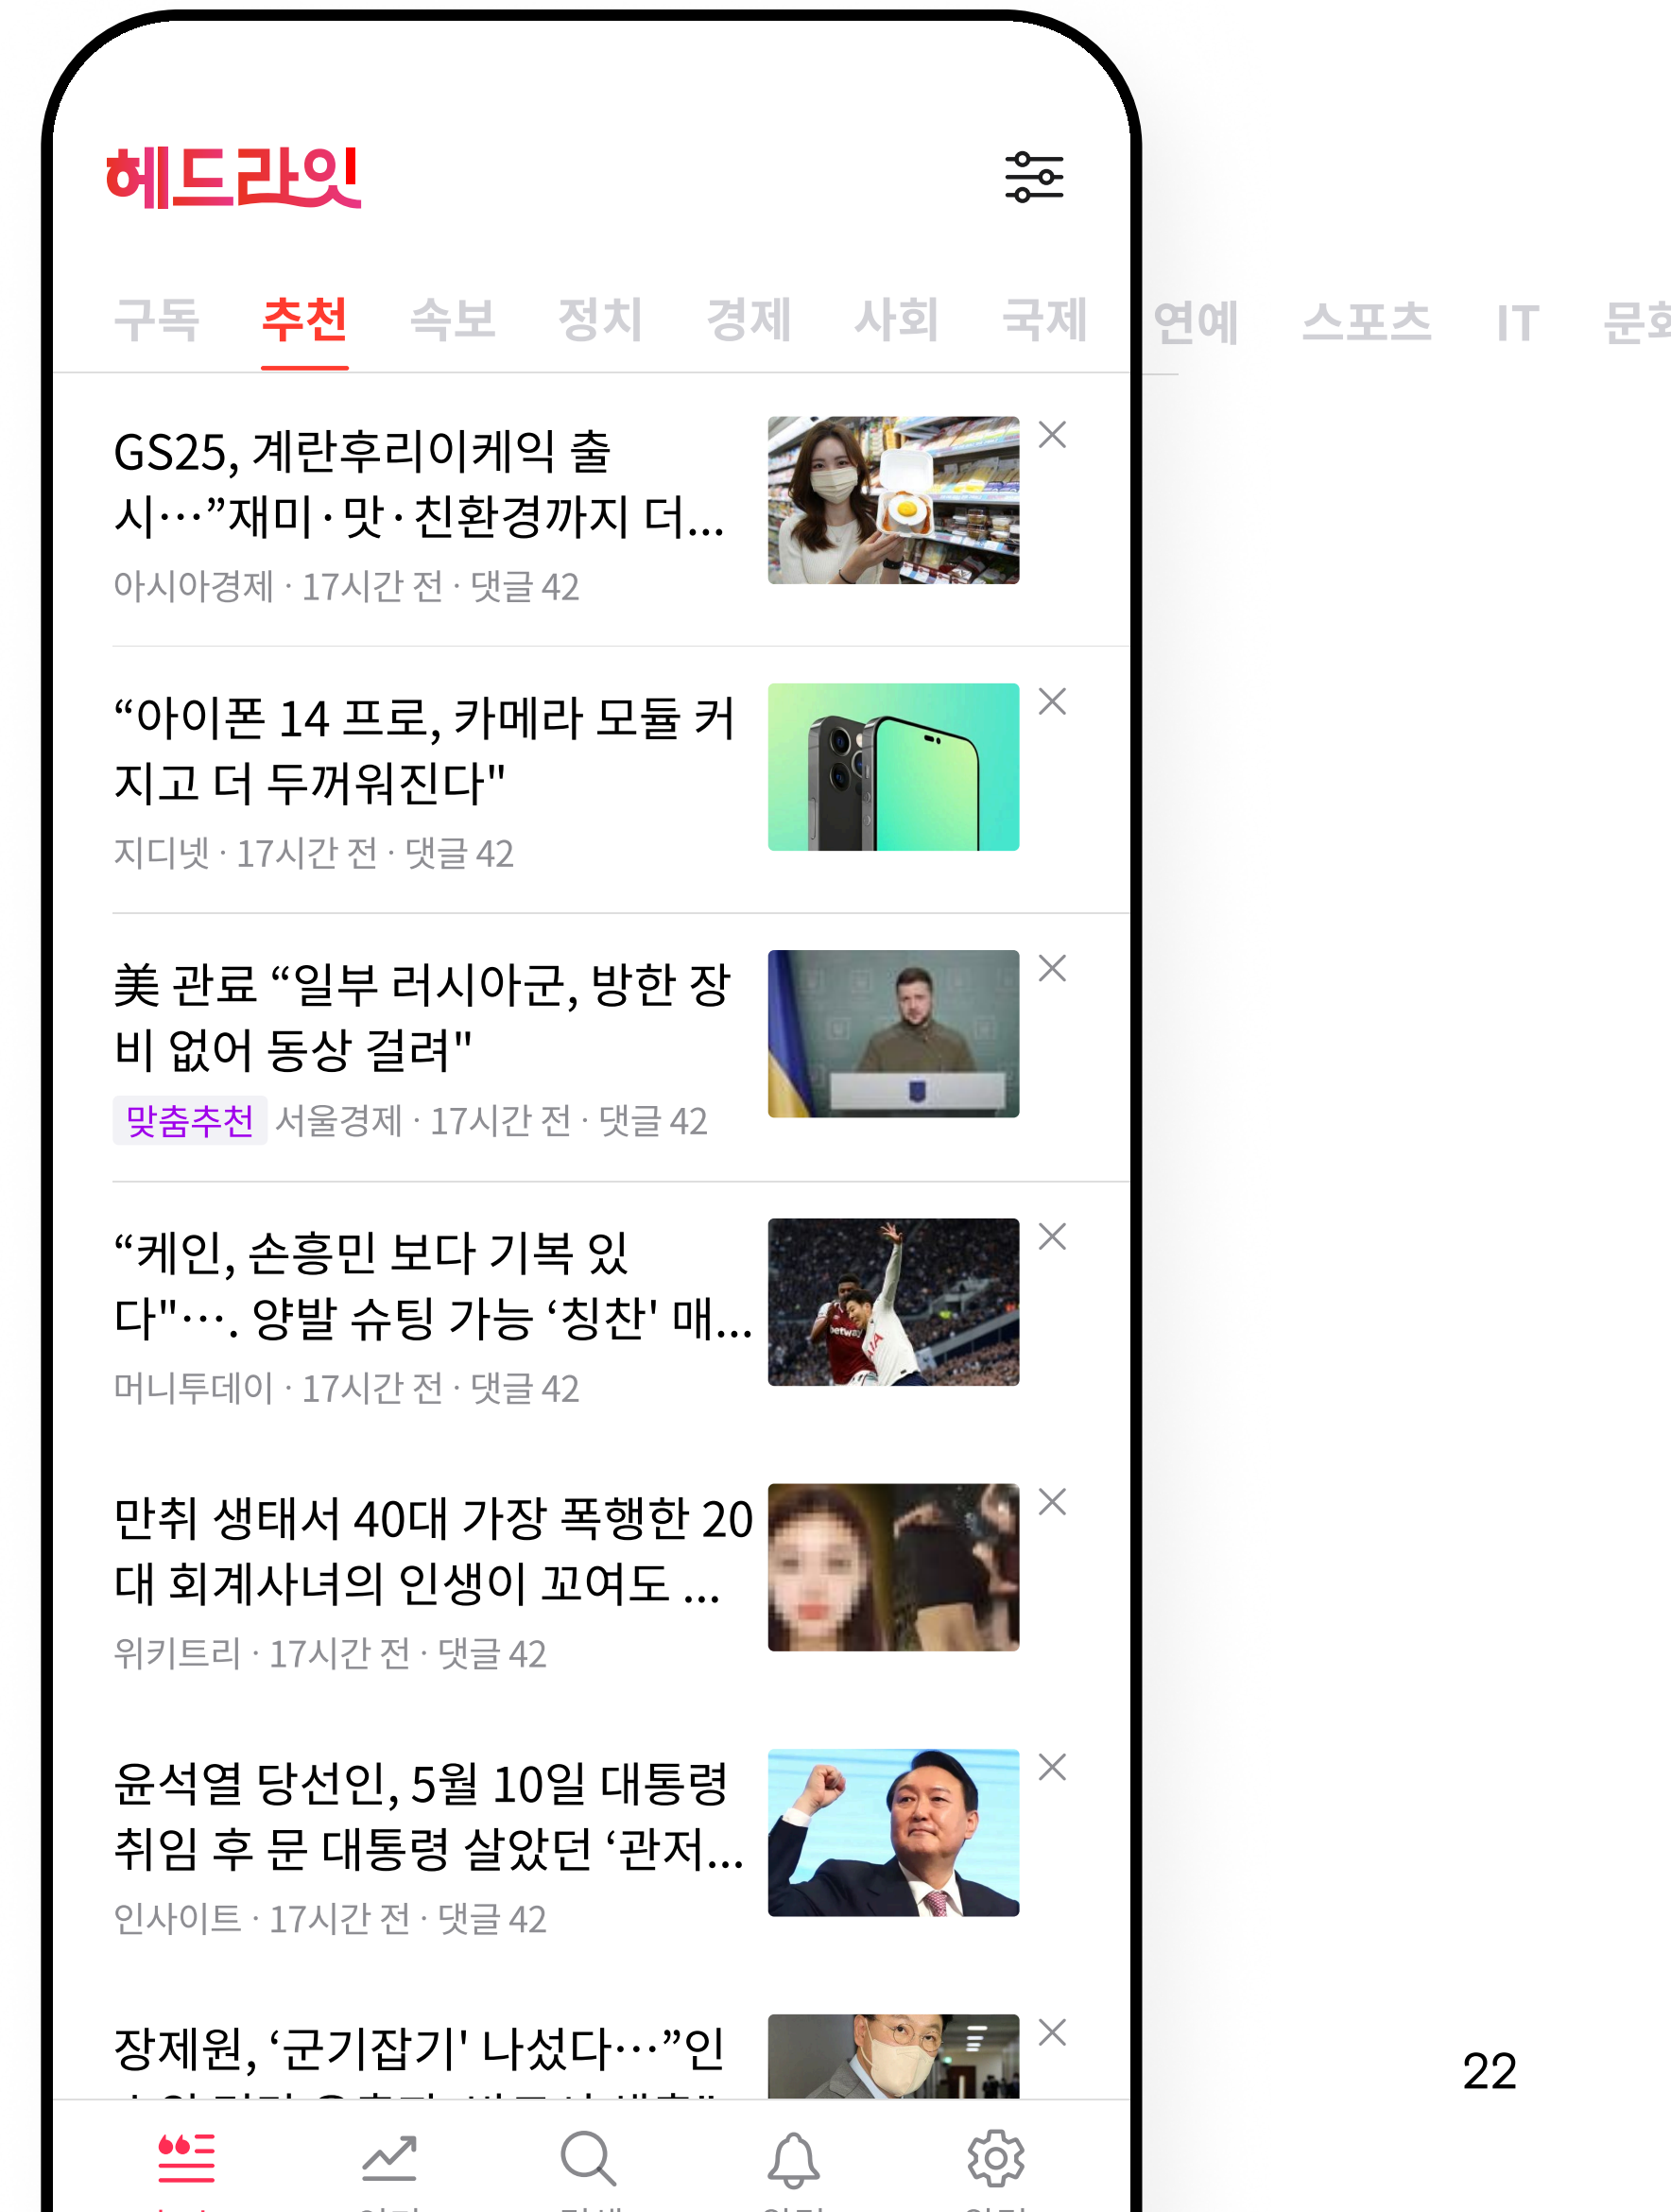 헤드라잇
구독 추천 속보 정치 경제 사회 국제 연예 스포츠 IT
GS25, 계란후리이케익 출
시…”재미·맛·친환경까지 더...
아시아경제 · 17시간 전 · 댓글 42
“아이폰 14 프로, 카메라 모듈 커
지고 더 두꺼워진다"
지디넷 · 17시간 전 · 댓글 42
美 관료 “일부 러시아군, 방한 장
비 없어 동상 걸려"
맞춤추천 서울경제 · 17시간 전 · 댓글 42
“케인, 손흥민 보다 기복 있
다"…. 양발 슈팅 가능 ‘칭찬' 매...
머니투데이 · 17시간 전 · 댓글 42
만취 생태서 40대 가장 폭행한 20
대 회계사녀의 인생이 꼬여도 ...
위키트리 · 17시간 전 · 댓글 42
윤석열 당선인, 5월 10일 대통령
취임 후 문 대통령 살았던 ‘관저...
인사이트 · 17시간 전 · 댓글 42
장제원, ‘군기잡기' 나섰다…”인
22